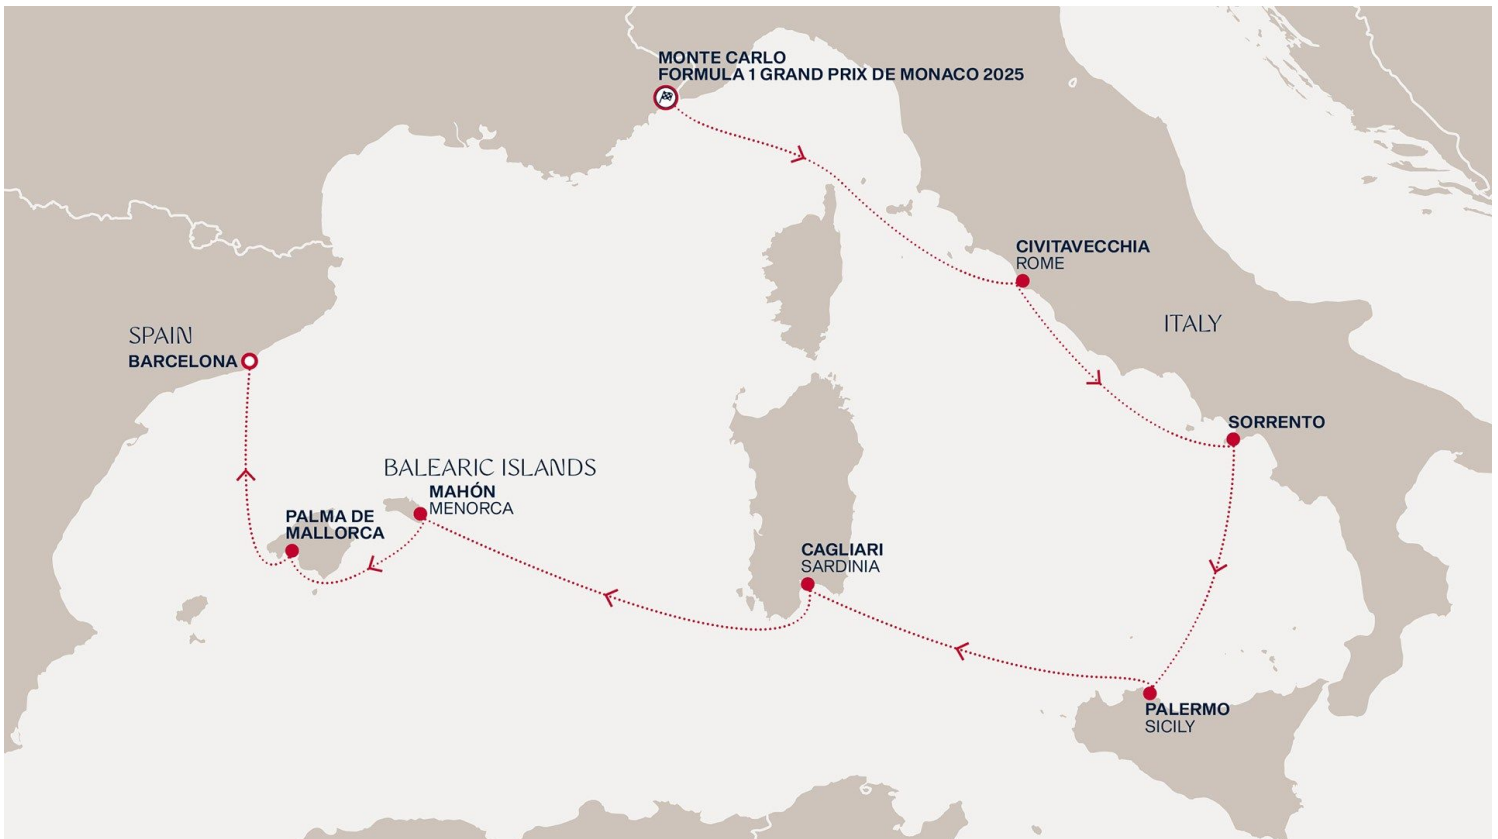 MONTE CARLO
FORMULA 1 GRAND PRIX DE MONACO 2025
CIVITAVECCHIA
ROME
ITALY
SPAIN
BARCELONA
SORRENTO
BALEARIC ISLANDS
MAHÓN
MENORCA
PALMA DE
MALLORCA
CAGLIARI
SARDINIA
PALERMO
SICILY